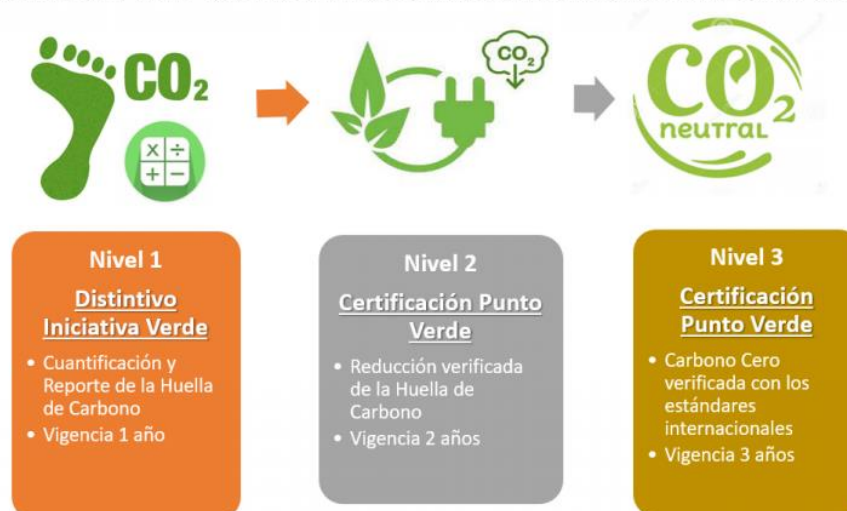 CO₂
x ÷
+ −
CO₂
CO₂
neuTRAL
Nivel 1
Distintivo
Iniciativa Verde
• Cuantificación y
Reporte de la Huella
de Carbono
• Vigencia 1 año
Nivel 2
Certificación Punto
Verde
• Reducción verificada
de la Huella de
Carbono
• Vigencia 2 años
Nivel 3
Certificación
Punto Verde
• Carbono Cero
verificada con los
estándares
internacionales
• Vigencia 3 años